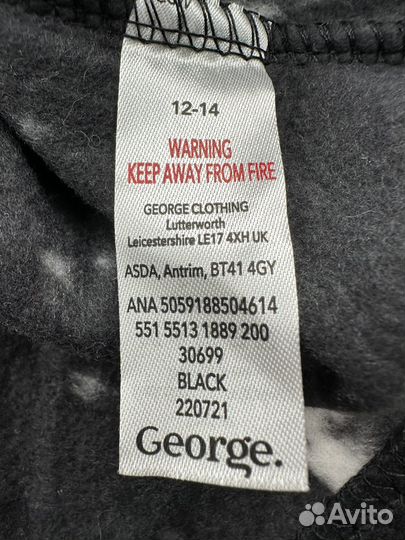 12-14
WARNING
KEEP AWAY FROM FIRE
GEORGE CLOTHING
Lutterworth
Leicestershire LE17 4XH UK
ASDA, Antrim, BT41 4GY
ANA 5059188504614
551 5513 1889 200
30699
BLACK
220721
George.
Avito